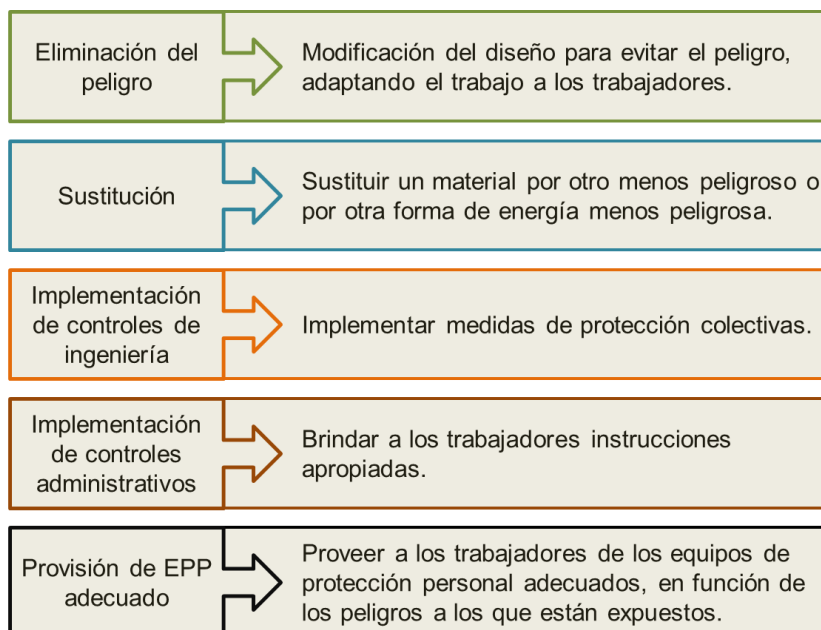 Eliminación del
peligro
Modificación del diseño para evitar el peligro,
adaptando el trabajo a los trabajadores.
Sustitución
Sustituir un material por otro menos peligroso o
por otra forma de energía menos peligrosa.
Implementación
de controles de
ingeniería
Implementar medidas de protección colectivas.
Implementación
de controles
administrativos
Brindar a los trabajadores instrucciones
apropiadas.
Provisión de EPP
adecuado
Proveer a los trabajadores de los equipos de
protección personal adecuados, en función de
los peligros a los que están expuestos.